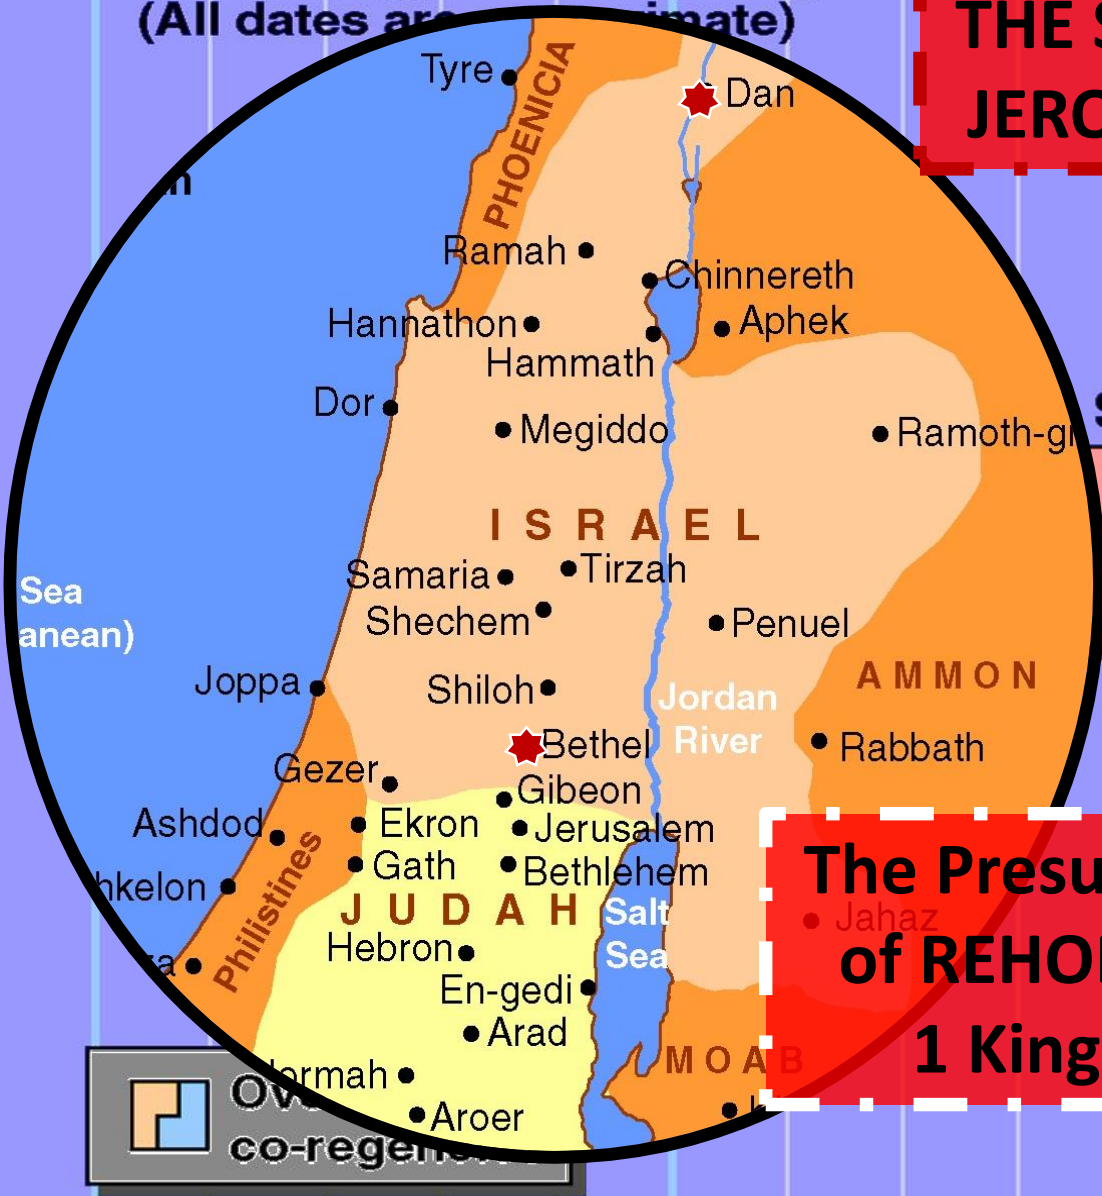 (All dates are
THE
JERO
Tyre
PHOENICIA
Dan
Ramah
Chinnereth
Hannathon
Aphek
Hammath
Dor
Megiddo
Ramoth-gi
ISRAEL
Samaria
Tirzah
Shechem
Penuel
Sea
anean)
AMMON
Joppa
Shiloh
Jordan
River
Bethel
Rabbath
Gezer
Gibeon
Ashdod
Ekron
Jerusalem
Philistines
Gath
Bethlehem
hkelon
JUDAH
Salt
Sea
The Presu
Jahaz
of REHO
1 King
Hebron
za
En-gedi
Arad
MOAB
ormah
Aroer
co-regen